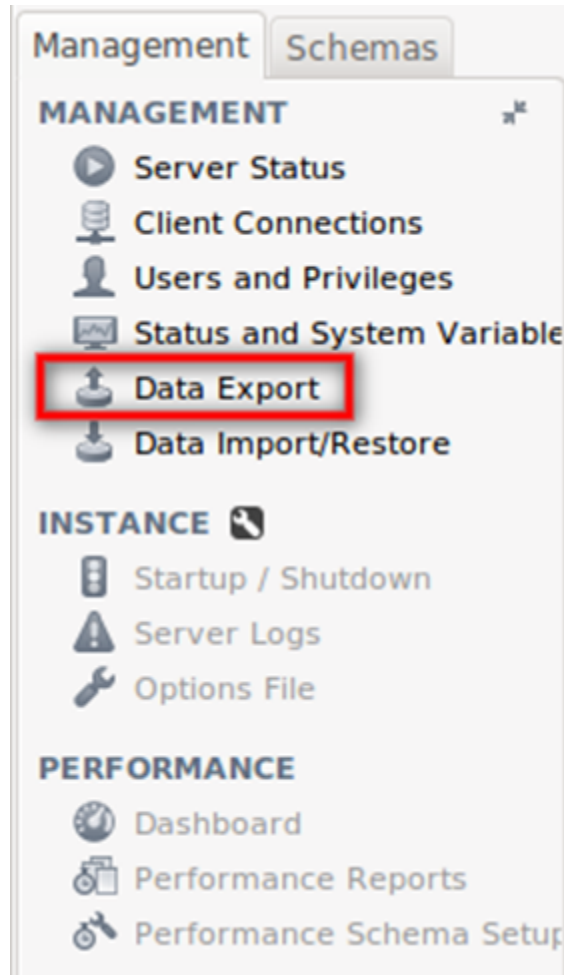 Management Schemas
MANAGEMENT
Server Status
Client Connections
Users and Privileges
Status and System Variable
Data Export
Data Import/Restore
INSTANCE
Startup / Shutdown
Server Logs
Options File
PERFORMANCE
Dashboard
Performance Reports
Performance Schema Setup